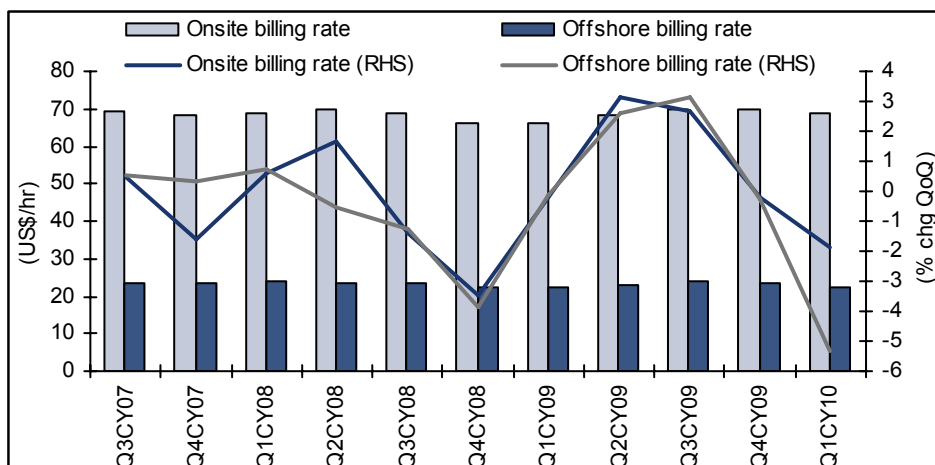 Onsite billing rate
Offshore billing rate
Onsite billing rate (RHS)
Offshore billing rate (RHS)
80
70
60
50
40
30
20
10
0
(US$/hr)
4
3
2
1
0
-1
-2
-3
-4
-5
-6
(% chg QoQ)
Q3CY07
Q4CY07
Q1CY08
Q2CY08
Q3CY08
Q4CY08
Q1CY09
Q2CY09
Q3CY09
Q4CY09
Q1CY10